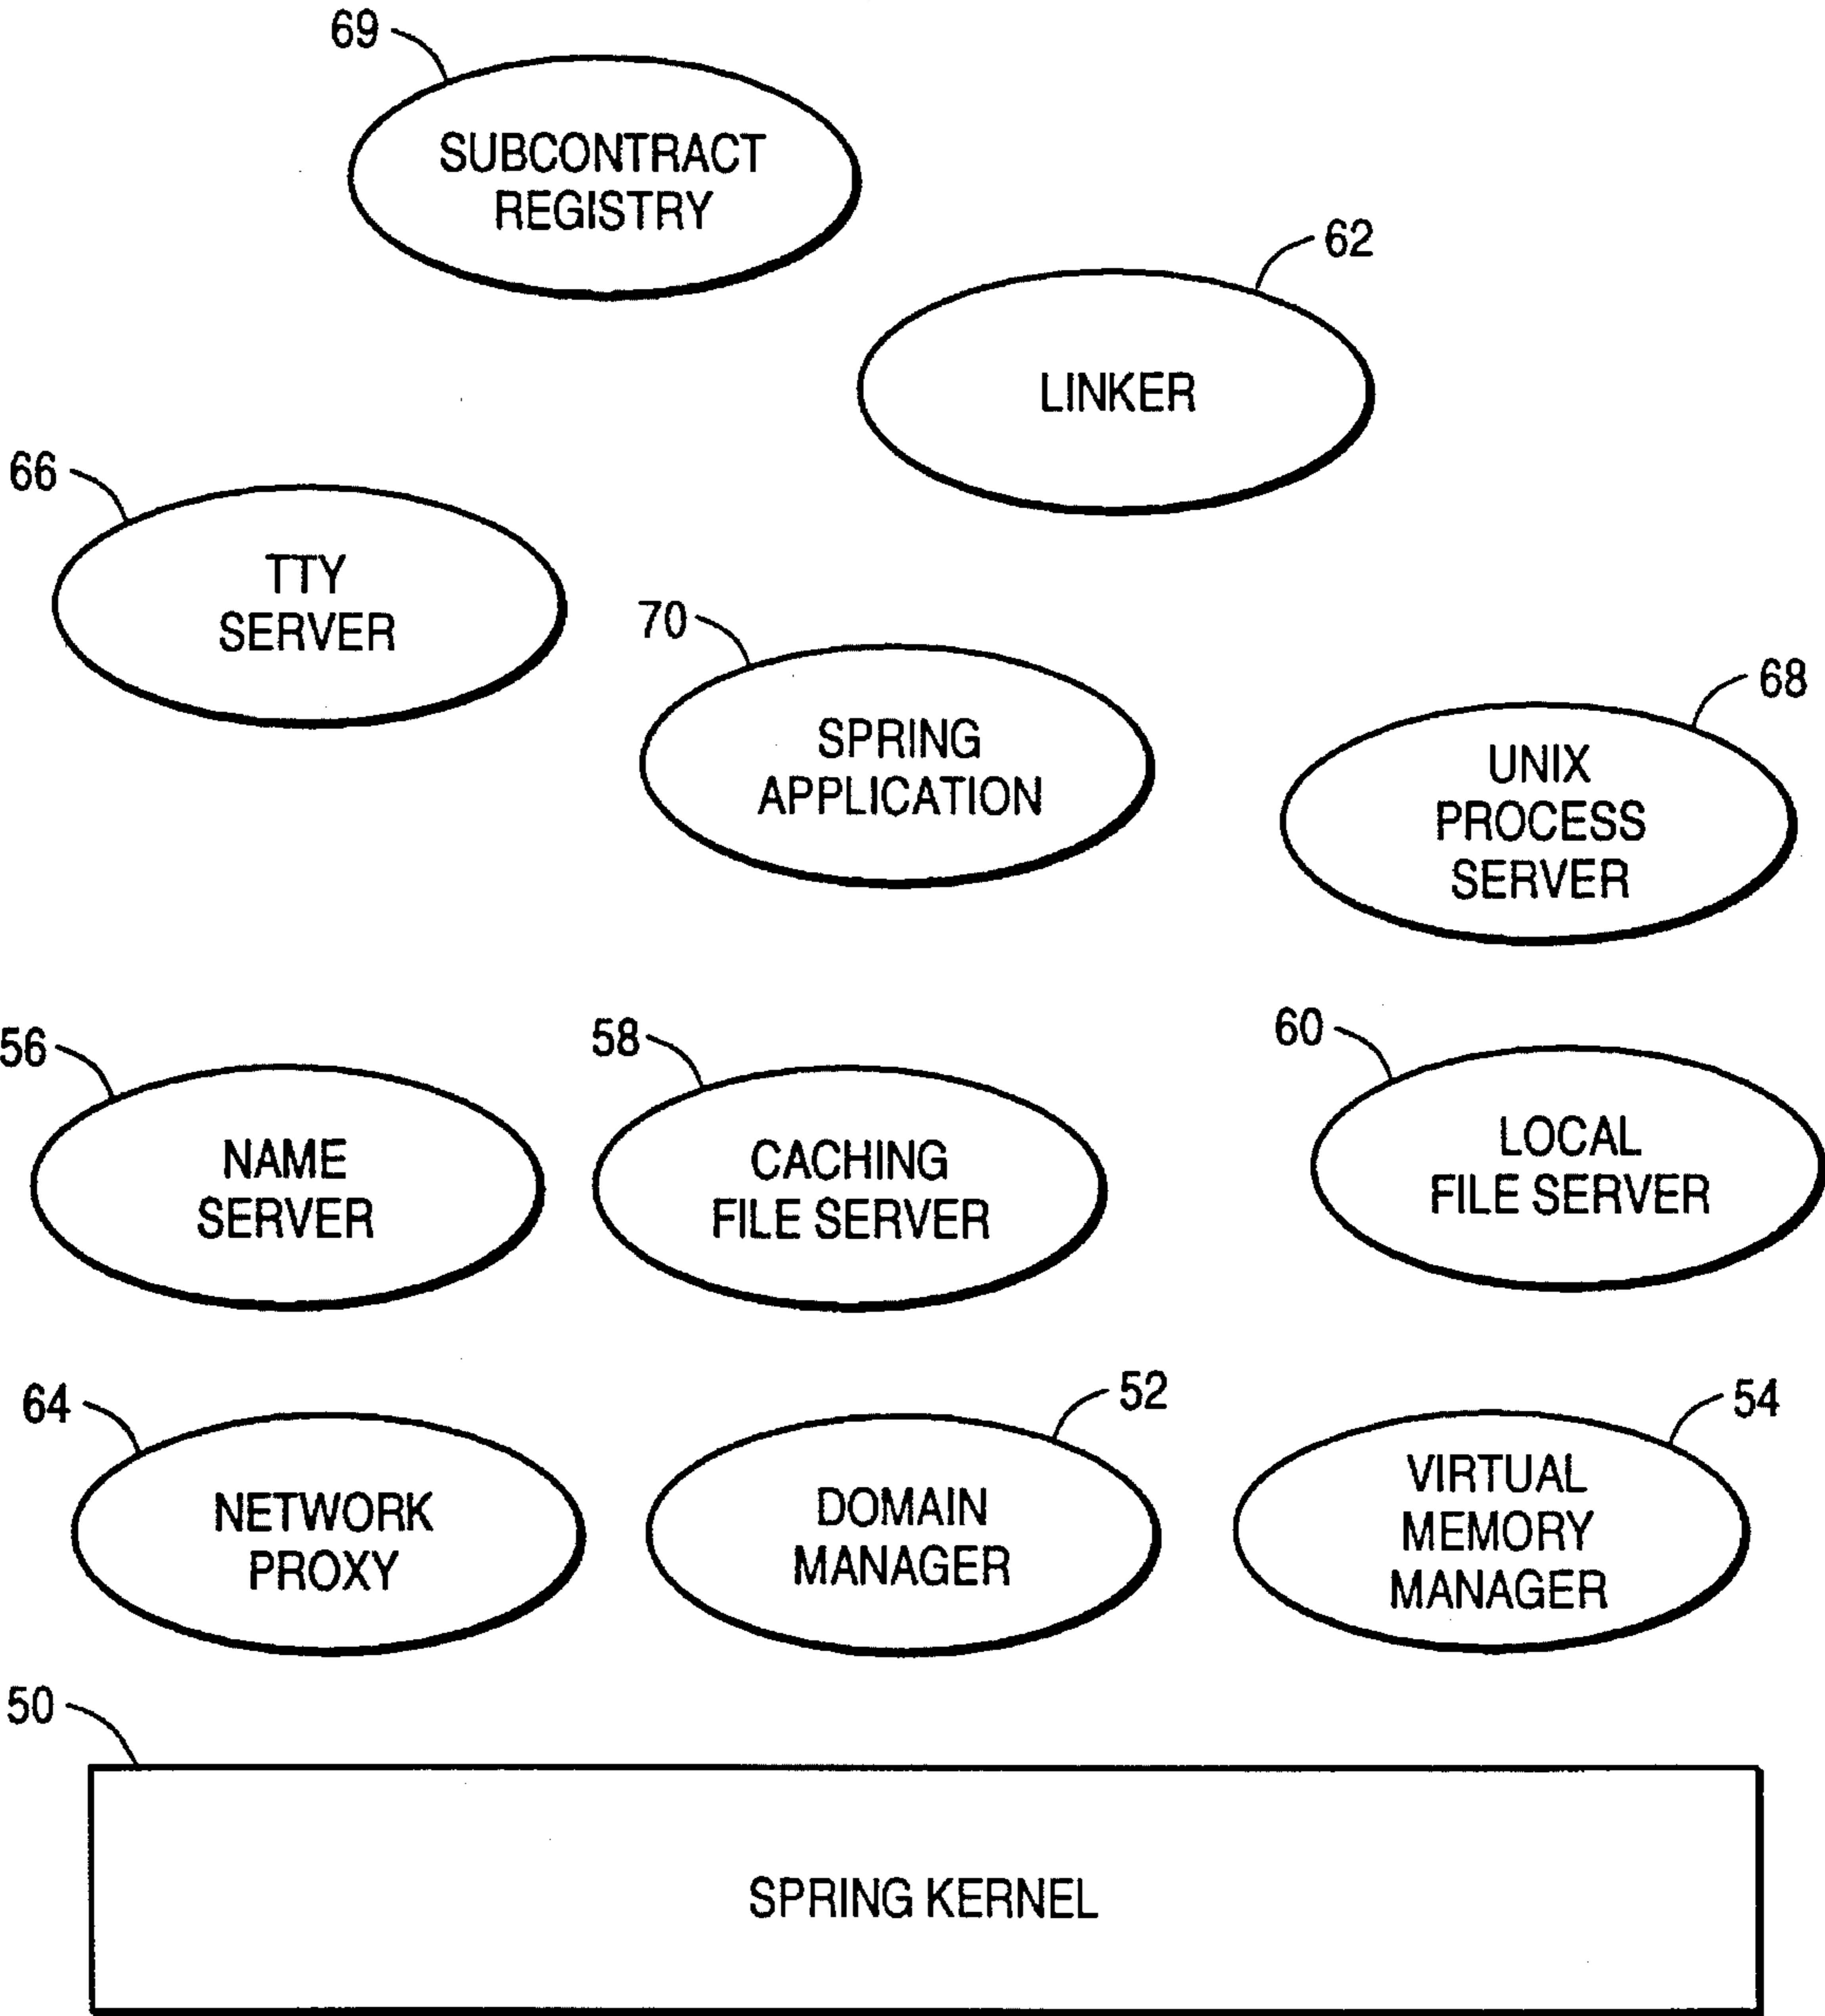 69
SUBCONTRACT
REGISTRY
62
LINKER
66
TTY
SERVER
70
SPRING
APPLICATION
68
UNIX
PROCESS
SERVER
56
NAME
SERVER
58
CACHING
FILE SERVER
60
LOCAL
FILE SERVER
64
NETWORK
PROXY
52
DOMAIN
MANAGER
54
VIRTUAL
MEMORY
MANAGER
50
SPRING KERNEL